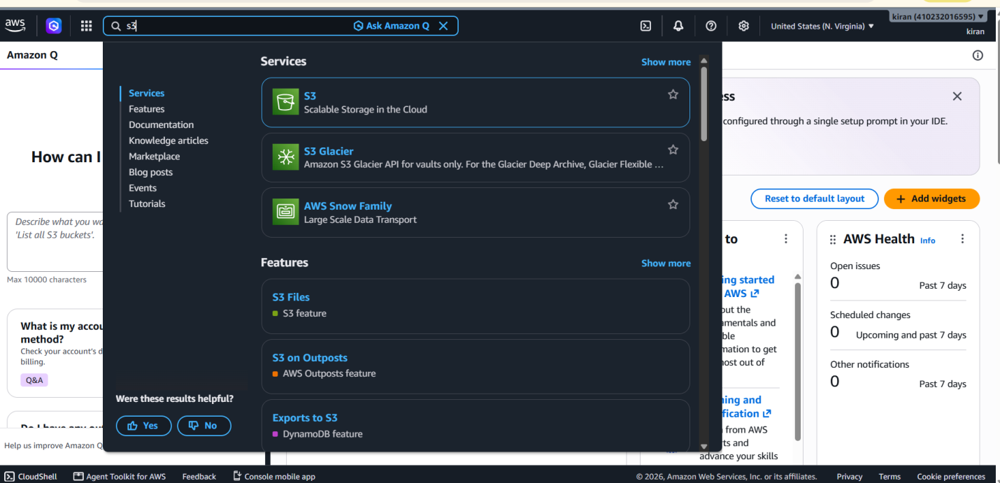 aws
s3
Ask Amazon Q
United States (N. Virginia)
kiran (410232016595)
kiran
Amazon Q
How can I
Describe what you wa
'List all S3 buckets'.
Max 10000 characters
What is my accou
method?
Check your account's d
billing.
Q&A
Help us improve Amazon Q
Services
Features
Documentation
Knowledge articles
Marketplace
Blog posts
Events
Tutorials
Were these results helpful?
Yes
No
Services
Show more
S3
Scalable Storage in the Cloud
S3 Glacier
Amazon S3 Glacier API for vaults only. For the Glacier Deep Archive, Glacier Flexible ...
AWS Snow Family
Large Scale Data Transport
Features
Show more
S3 Files
S3 feature
S3 on Outposts
AWS Outposts feature
Exports to S3
DynamoDB feature
ess
configured through a single setup prompt in your IDE.
Reset to default layout
+ Add widgets
to
ing started
AWS
out the
amentals and
ble
mation to get
nost out of
ning and
fication
from AWS
rts and
advance your skills
AWS Health Info
Open issues
0 Past 7 days
Scheduled changes
0 Upcoming and past 7 days
Other notifications
0 Past 7 days
CloudShell
Agent Toolkit for AWS
Feedback
Console mobile app
© 2026, Amazon Web Services, Inc. or its affiliates.
Privacy
Terms
Cookie preferences